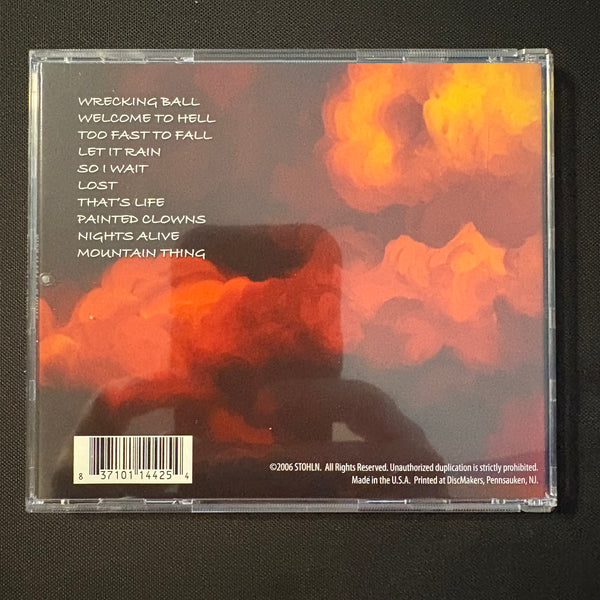 WRECKING BALL
WELCOME TO HELL
TOO FAST TO FALL
LET IT RAIN
SO I WAIT
LOST
THAT'S LIFE
PAINTED CLOWNS
NIGHTS ALIVE
MOUNTAIN THING
8 37101 14425 4
©2006 STOHLN. All Rights Reserved. Unauthorized duplication is strictly prohibited.
Made in the U.S.A. Printed at DiscMakers, Pennsauken, NJ.